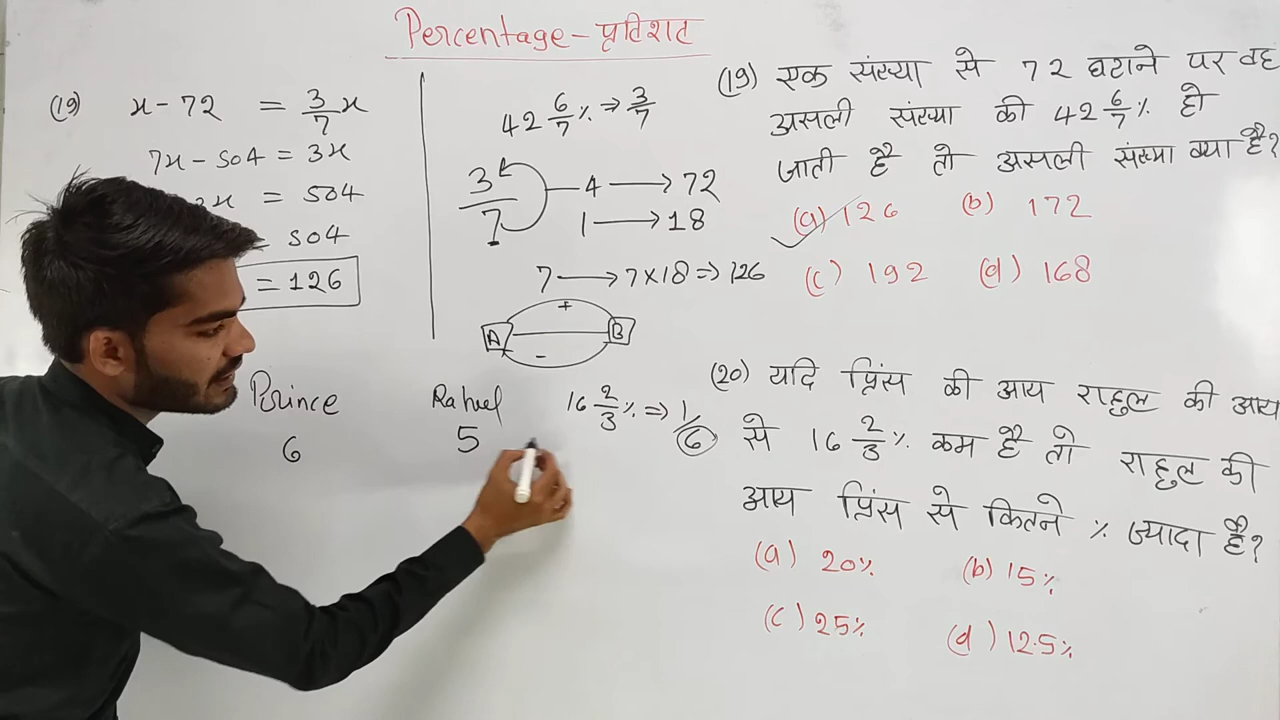 Percentage - प्रतिशत
(19) x - 72 = 3/7 x
7x - 504 = 3x
= 504
= 504
= 126
42 6/7 % ⇒ 3/7
3/7
4 → 72
1 → 18
7 → 7×18 ⇒ 126
+
A B
-
(19) एक संख्या से 72 घटाने पर वह
असली संख्या की 42 6/7 % हो
जाती है तो असली संख्या क्या है?
(a) 126 (b) 172
(c) 192 (d) 168
Prince Rahul 16 2/3 % ⇒ 1/6
6 5
(20) यदि प्रिंस की आय राहुल की आय
से 16 2/3 % कम है तो राहुल की
आय प्रिंस से कितने % ज्यादा है?
(a) 20% (b) 15%
(c) 25% (d) 12.5%